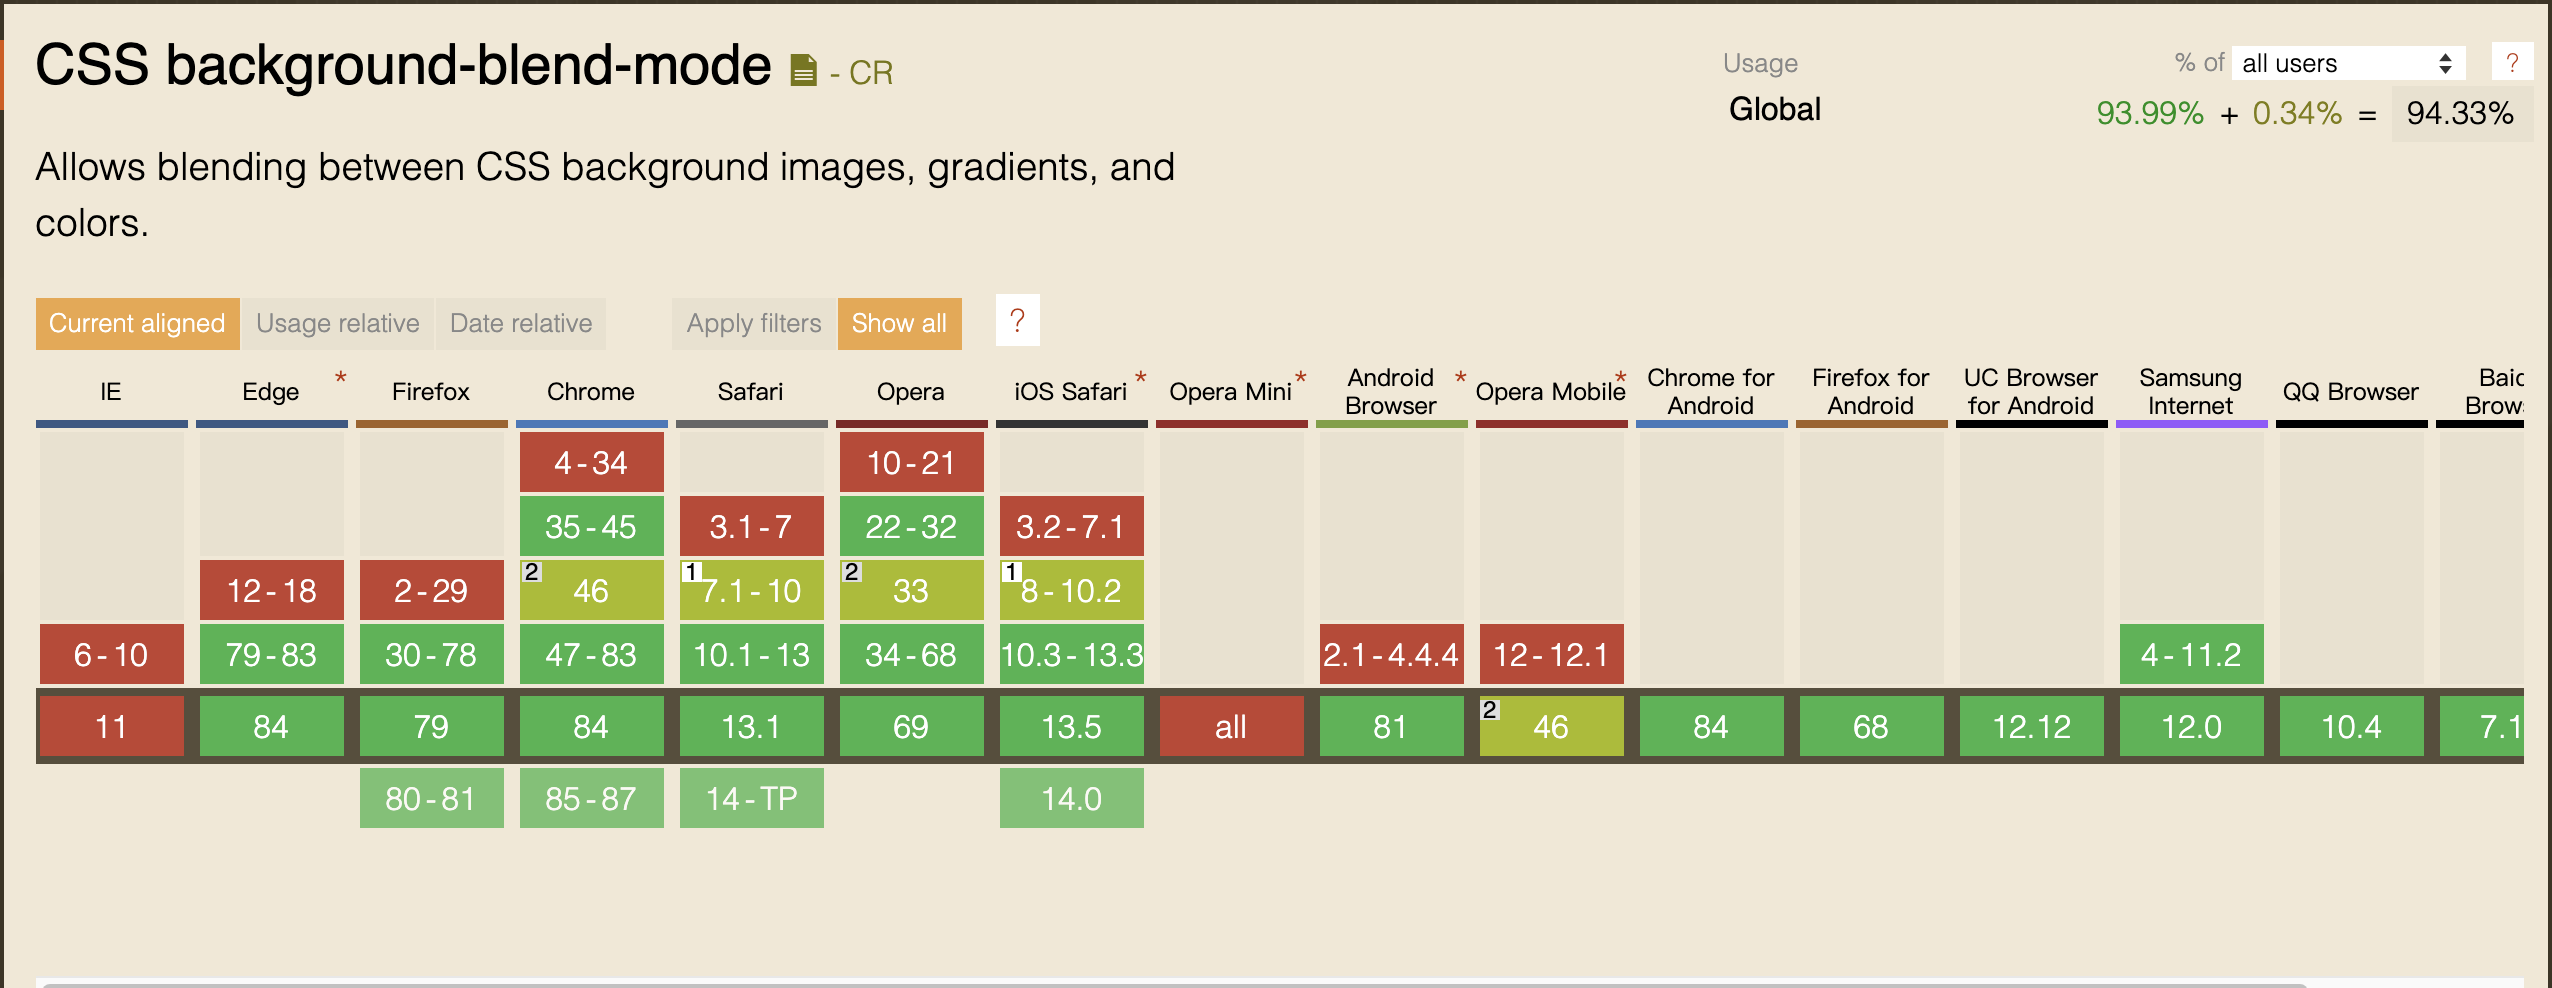 CSS background-blend-mode - CR
Usage % of all users ?
Global 93.99% + 0.34% = 94.33%
Allows blending between CSS background images, gradients, and
colors.
Current aligned Usage relative Date relative Apply filters Show all ?
IE Edge * Firefox Chrome Safari Opera iOS Safari * Opera Mini * Android Browser * Opera Mobile * Chrome for Android Firefox for Android UC Browser for Android Samsung Internet QQ Browser
4-34 10-21
35-45 3.1-7 22-32 3.2-7.1
12-18 2-29 2 46 1 7.1-10 2 33 1 8-10.2
6-10 79-83 30-78 47-83 10.1-13 34-68 10.3-13.3 2.1-4.4.4 12-12.1 4-11.2
11 84 79 84 13.1 69 13.5 all 81 2 46 84 68 12.12 12.0 10.4 7.1
80-81 85-87 14-TP 14.0